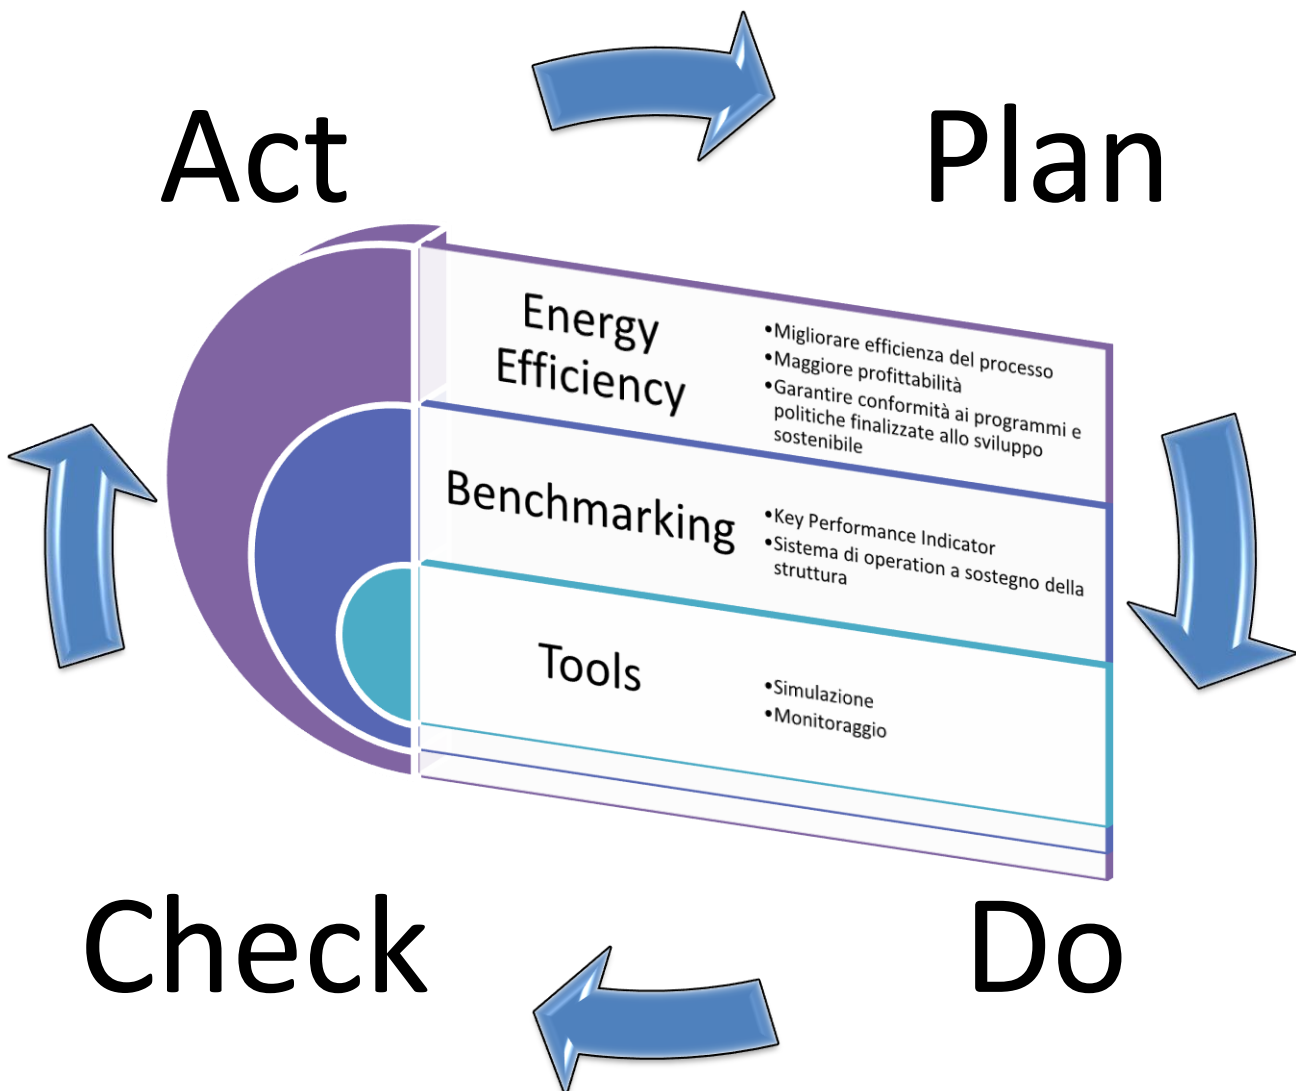 Act
Plan
Energy
Efficiency
•Migliorare efficienza del processo
•Maggiore profittabilità
•Garantire conformità ai programmi e
politiche finalizzate allo sviluppo
sostenibile
Benchmarking
•Key Performance Indicator
•Sistema di operation a sostegno della
struttura
Tools
•Simulazione
•Monitoraggio
Check
Do